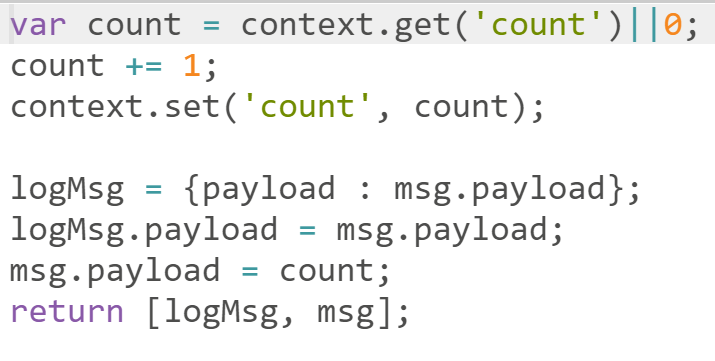 var count = context.get('count')||0;
count += 1;
context.set('count', count);

logMsg = {payload : msg.payload};
logMsg.payload = msg.payload;
msg.payload = count;
return [logMsg, msg];